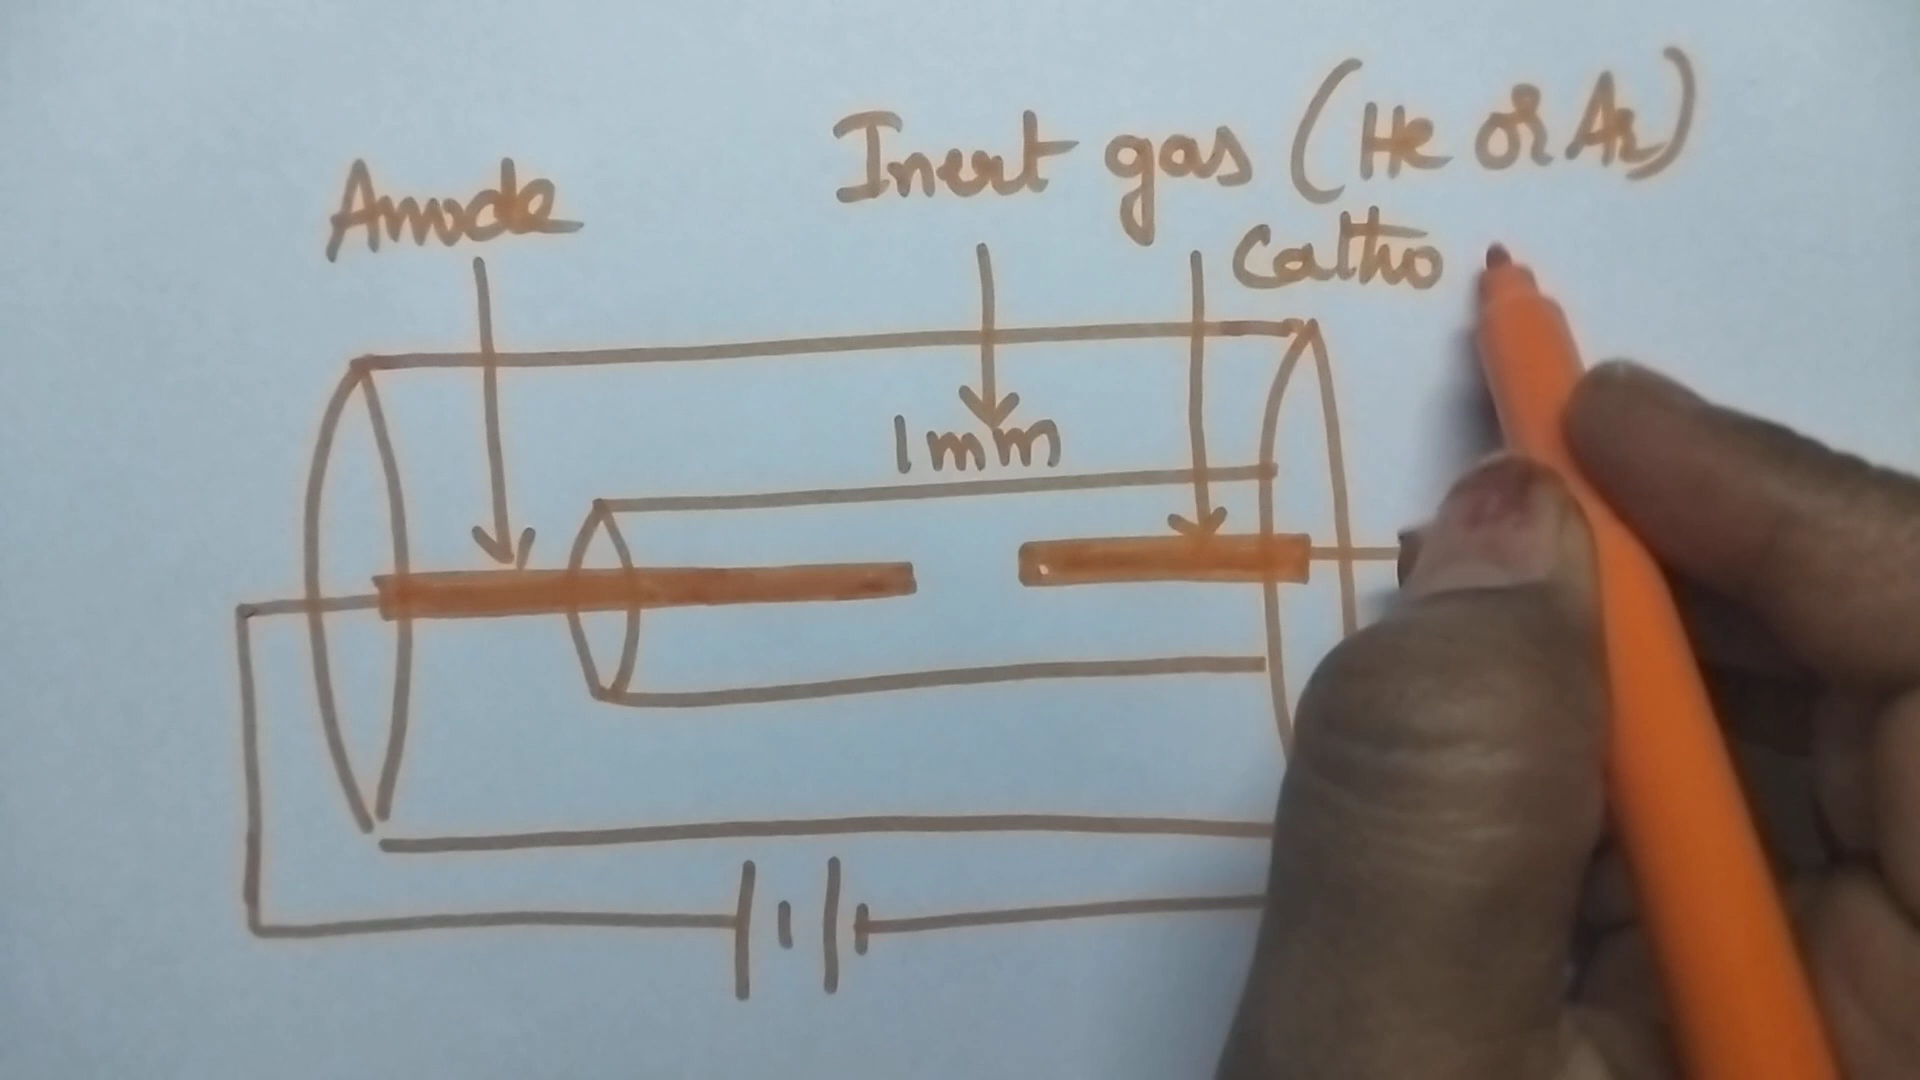 Inert gas (He or Ar)
Anode
Catho
1mm